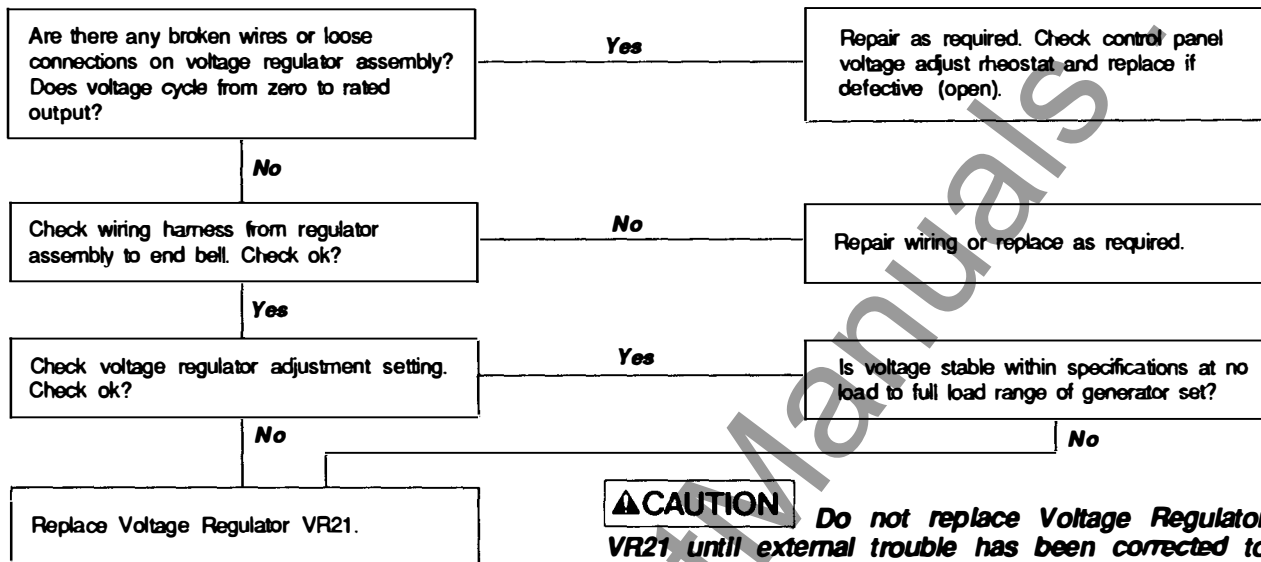 Are there any broken wires or loose
connections on voltage regulator assembly?
Does voltage cycle from zero to rated
output?
Yes
Repair as required. Check control panel
voltage adjust rheostat and replace if
defective (open).
No
Check wiring harness from regulator
assembly to end bell. Check ok?
No
Repair wiring or replace as required.
Yes
Check voltage regulator adjustment setting.
Check ok?
Yes
Is voltage stable within specifications at no
load to full load range of generator set?
No
No
Replace Voltage Regulator VR21.
CAUTION Do not replace Voltage Regulator
VR21 until external trouble has been corrected to
tManuals.